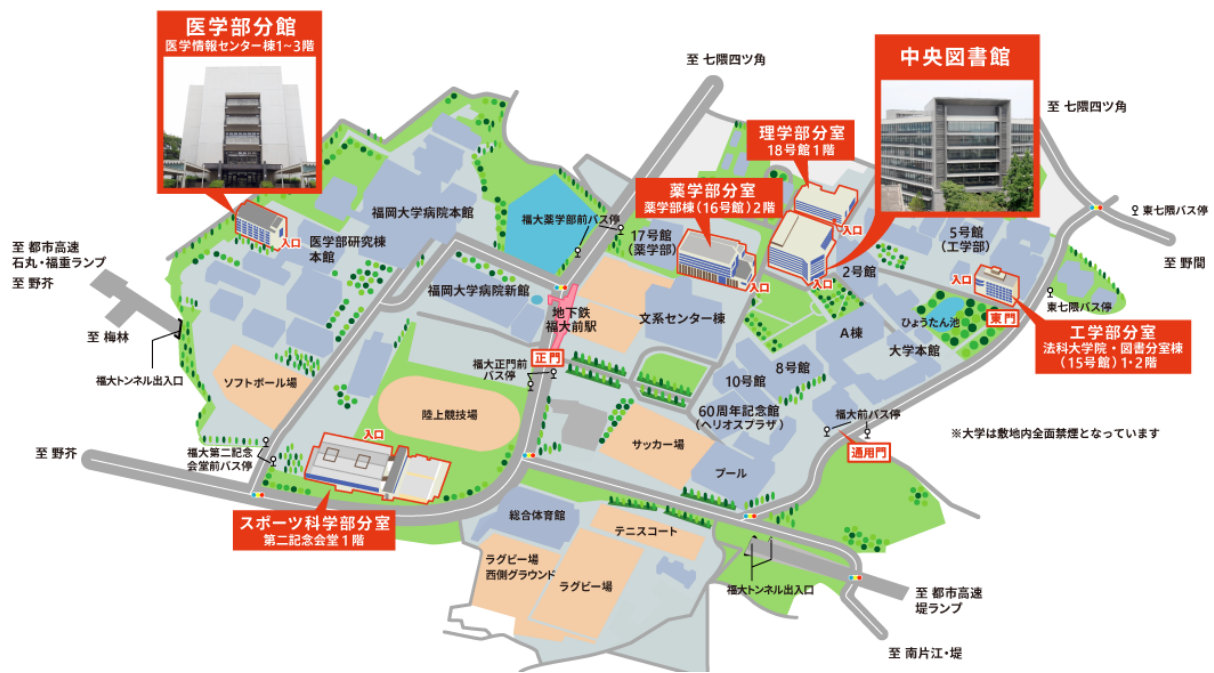 医学部分館
医学情報センター棟1~3階
中央図書館
至 七隈四ツ角
至 七隈四ツ角
理学部分室
18号館1階
薬学部分室
薬学部棟(16号館)2階
福岡大学病院本館
福大薬学部前バス停
東七隈バス停
入口
17号館
(薬学部)
入口
5号館
(工学部)
医学部研究棟
本館
至 都市高速
石丸・福重ランプ
至 野芥
至 野間
2号館
入口
入口
入口
福岡大学病院新館
東七隈バス停
地下鉄
福大前駅
文系センター棟
ひょうたん池
東門
至 梅林
A棟
大学本館
工学部分室
法科大学院・図書分室棟
(15号館)1・2階
正門
福大正門前
バス停
8号館
10号館
福大トンネル出入口
ソフトボール場
陸上競技場
60周年記念館
(ヘリオスプラザ)
福大前バス停
入口
サッカー場
※大学は敷地内全面禁煙となっています
至 野芥
福大第二記念
会堂前バス停
通用門
プール
スポーツ科学部分室
第二記念会堂1階
総合体育館
テニスコート
ラグビー場
西側グラウンド
ラグビー場
福大トンネル出入口
至 都市高速
堤ランプ
至 南片江・堤